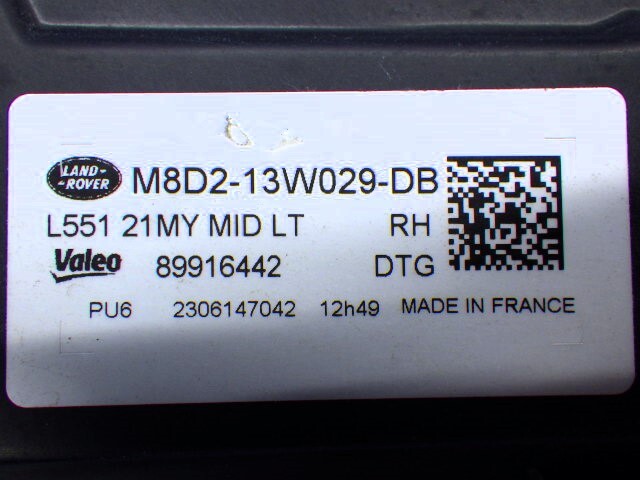 LAND-
-ROVER
M8D2-13W029-DB
L551 21MY MID LT RH
Valeo 89916442 DTG
PU6 2306147042 12h49 MADE IN FRANCE